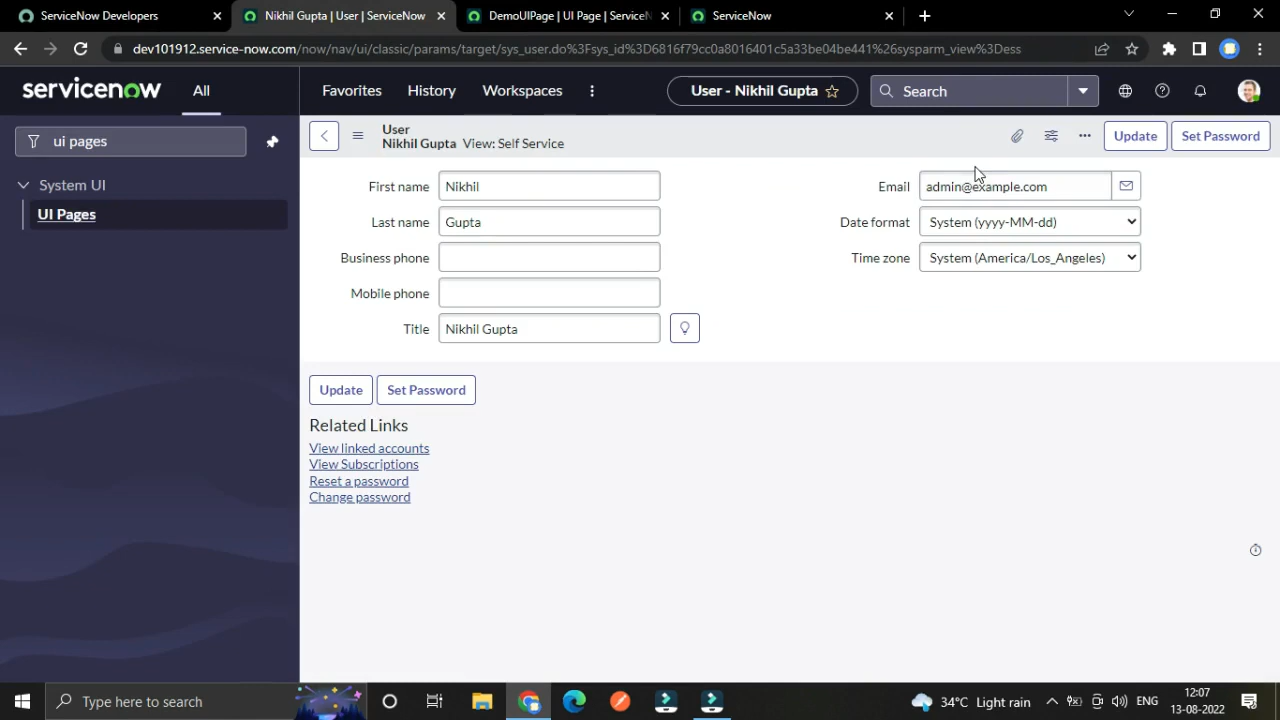 ServiceNow Developers
Nikhil Gupta | User | ServiceNow
DemoUIPage | UI Page | ServiceN
ServiceNow
dev101912.service-now.com/now/nav/ui/classic/params/target/sys_user.do%3Fsys_id%3D6816f79cc0a8016401c5a33be04be441%26sysparm_view%3Dess
servicenow
All
Favorites
History
Workspaces
User - Nikhil Gupta
Search
ui pages
User
Nikhil Gupta View: Self Service
Update
Set Password
System UI
UI Pages
First name
Nikhil
Email
admin@example.com
Last name
Gupta
Date format
System (yyyy-MM-dd)
Business phone
Time zone
System (America/Los_Angeles)
Mobile phone
Title
Nikhil Gupta
Update
Set Password
Related Links
View linked accounts
View Subscriptions
Reset a password
Change password
Type here to search
34°C Light rain
ENG
12:07
13-08-2022